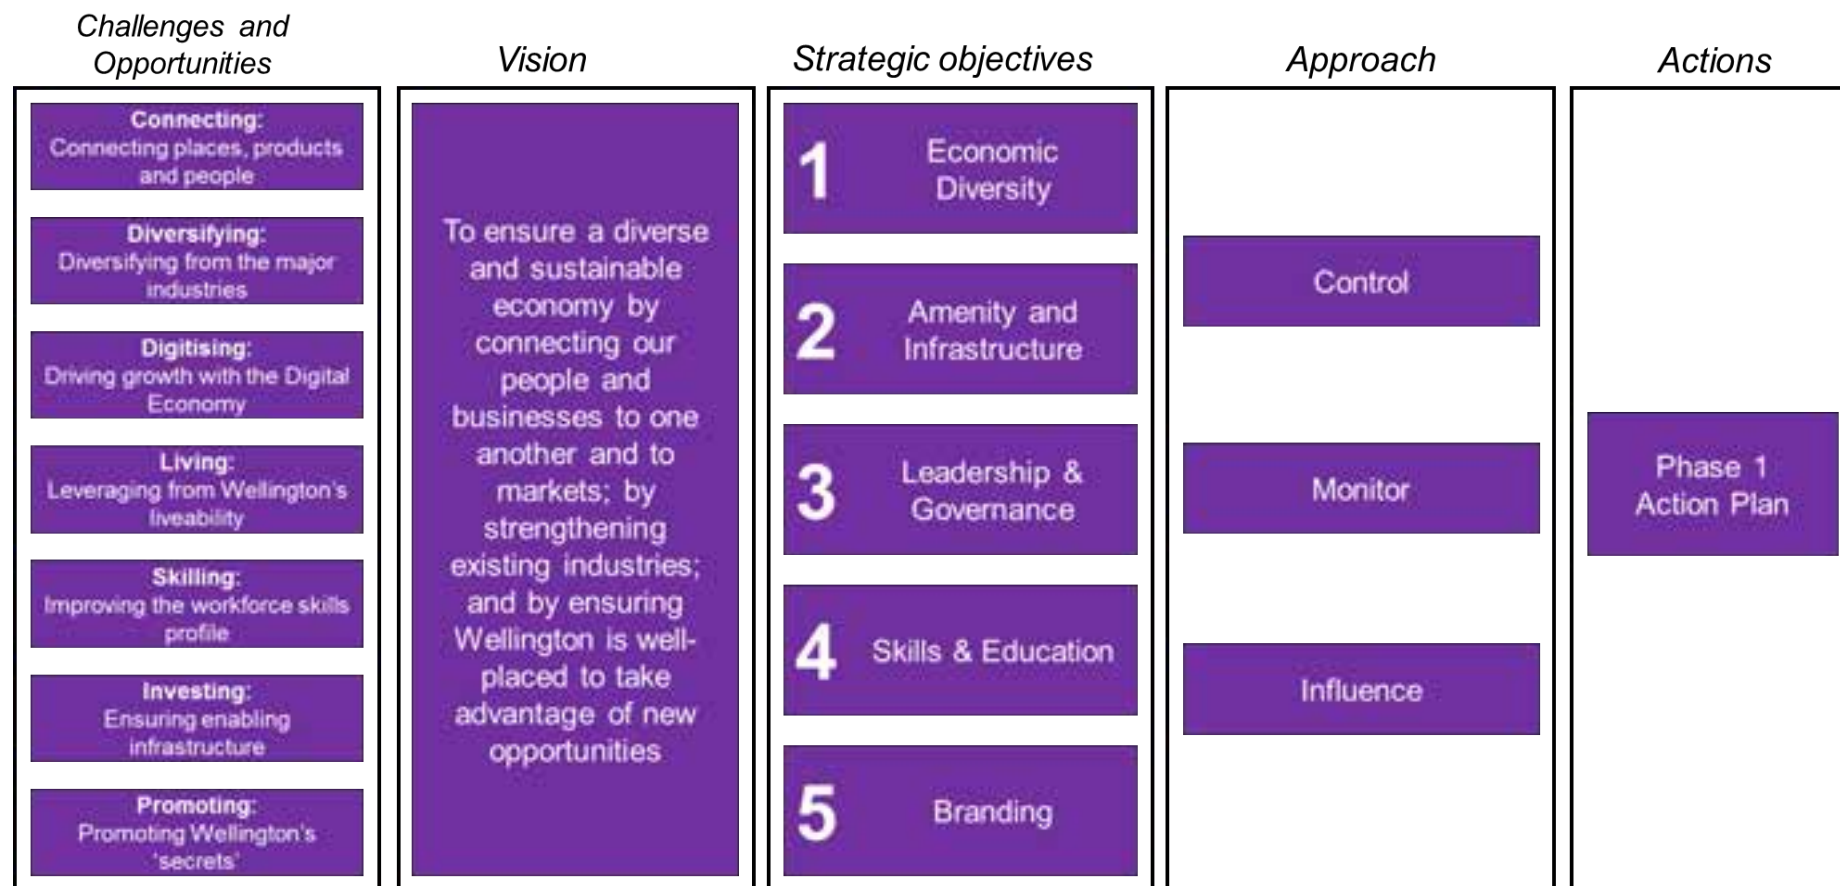 Challenges and
Opportunities
Connecting:
Connecting places, products
and people
Diversifying:
Diversifying from the major
industries
Digitising:
Driving growth with the Digital
Economy
Living:
Leveraging from Wellington's
liveability
Skilling:
Improving the workforce skills
profile
Investing:
Ensuring enabling
infrastructure
Promoting:
Promoting Wellington's
'secrets'
Vision
To ensure a diverse
and sustainable
economy by
connecting our
people and
businesses to one
another and to
markets; by
strengthening
existing industries;
and by ensuring
Wellington is well-
placed to take
advantage of new
opportunities
Strategic objectives
1 Economic
Diversity
2 Amenity and
Infrastructure
3 Leadership &
Governance
4 Skills & Education
5 Branding
Approach
Control
Monitor
Influence
Actions
Phase 1
Action Plan